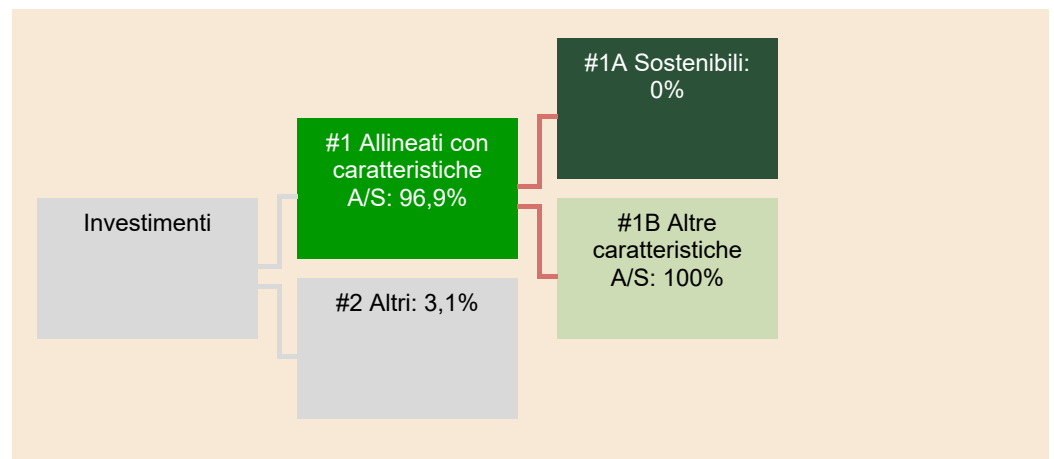 Investimenti
#1 Allineati con
caratteristiche
A/S: 96,9%
#2 Altri: 3,1%
#1A Sostenibili:
0%
#1B Altre
caratteristiche
A/S: 100%